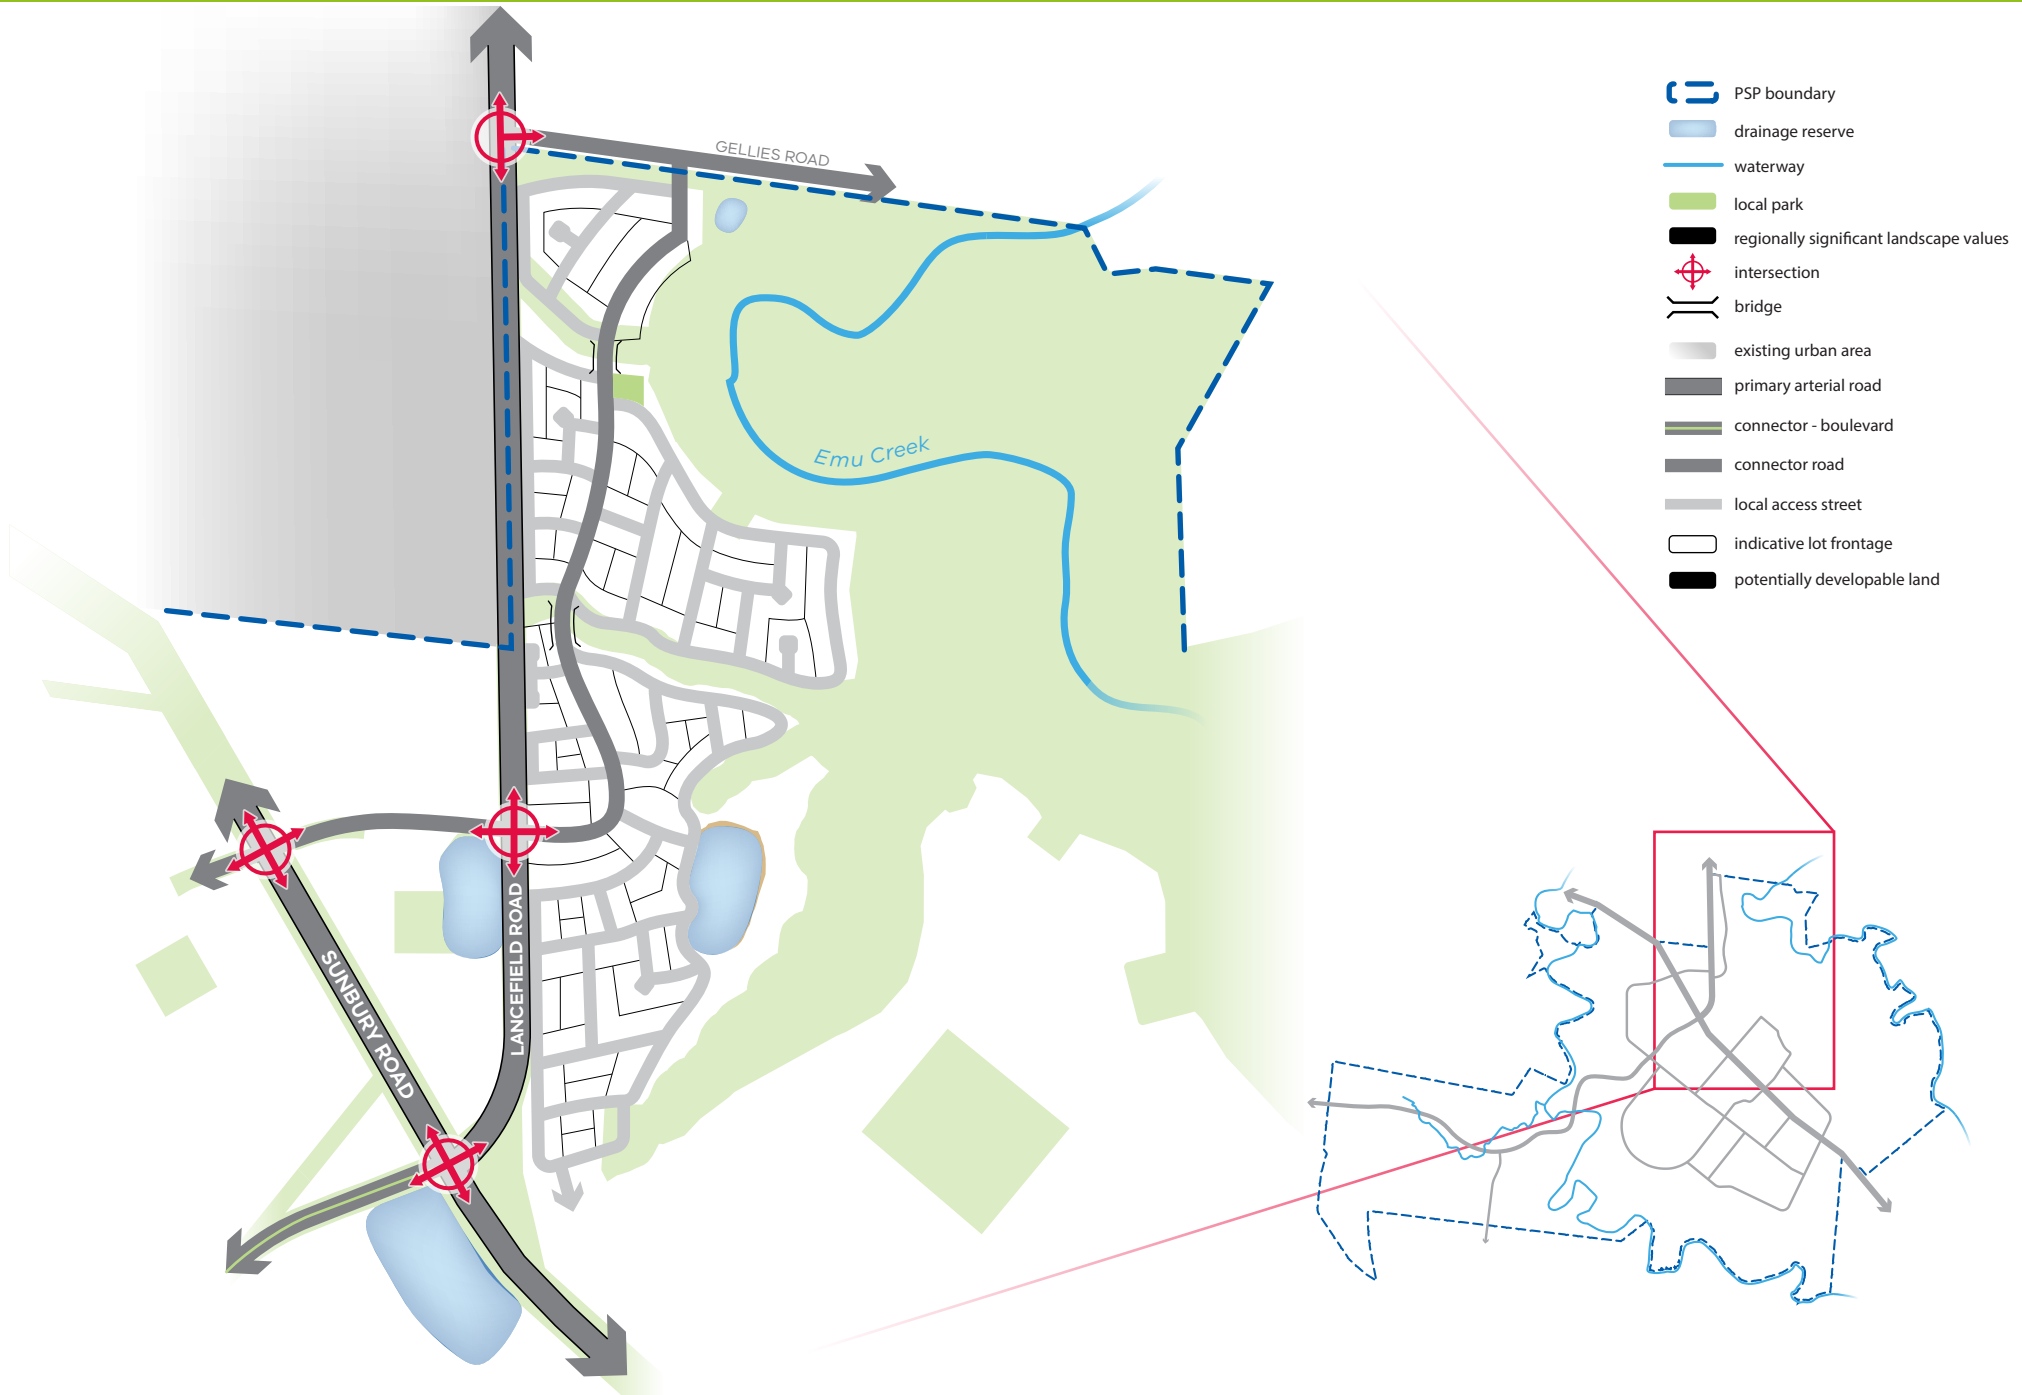 GELLIES ROAD
Emu Creek
LANCEFIELD ROAD
SUNBURY ROAD
PSP boundary
drainage reserve
waterway
local park
regionally significant landscape values
intersection
bridge
existing urban area
primary arterial road
connector - boulevard
connector road
local access street
indicative lot frontage
potentially developable land